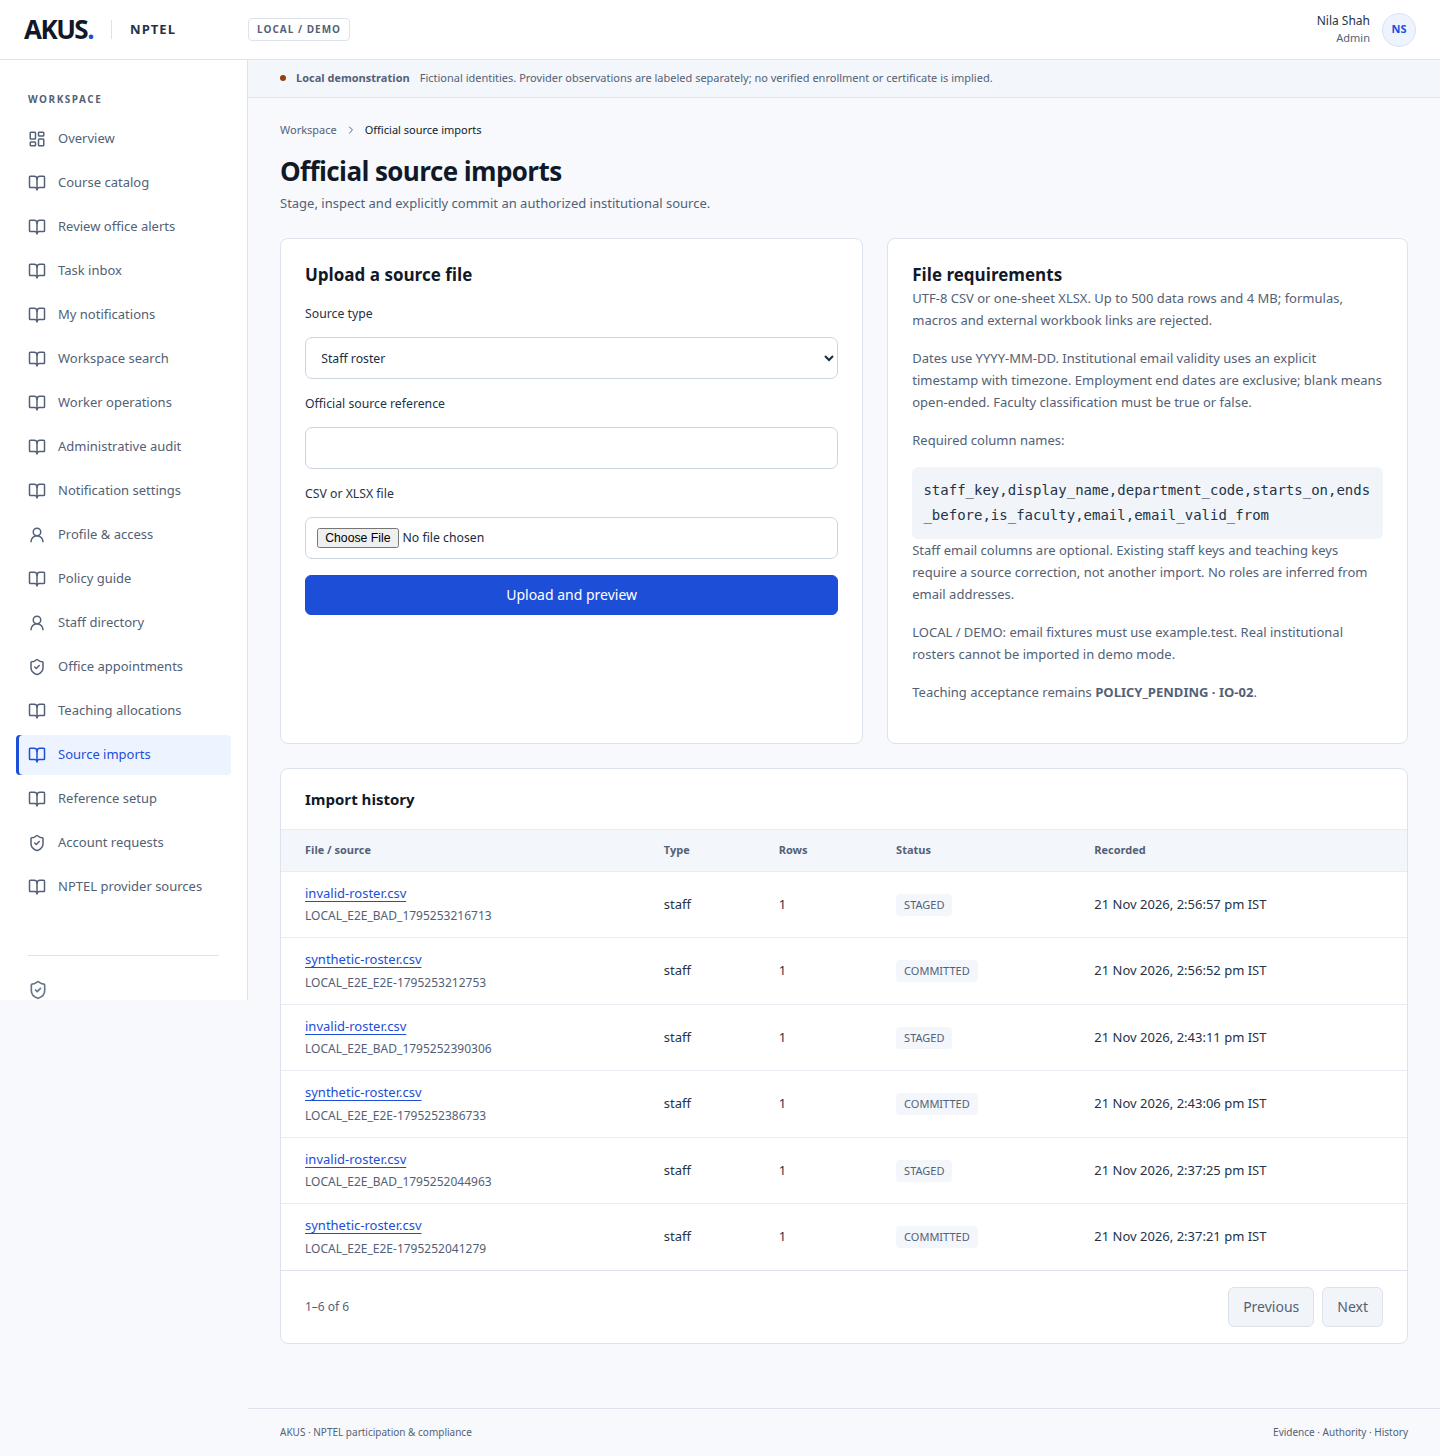 AKUS.
NPTEL
LOCAL / DEMO
Nila Shah
Admin
NS
WORKSPACE
Overview
Course catalog
Review office alerts
Task inbox
My notifications
Workspace search
Worker operations
Administrative audit
Notification settings
Profile & access
Policy guide
Staff directory
Office appointments
Teaching allocations
Source imports
Reference setup
Account requests
NPTEL provider sources
Local demonstration Fictional identities. Provider observations are labeled separately; no verified enrollment or certificate is implied.
Workspace > Official source imports
Official source imports
Stage, inspect and explicitly commit an authorized institutional source.
Upload a source file
Source type
Staff roster
Official source reference
CSV or XLSX file
Choose File No file chosen
Upload and preview
File requirements
UTF-8 CSV or one-sheet XLSX. Up to 500 data rows and 4 MB; formulas,
macros and external workbook links are rejected.
Dates use YYYY-MM-DD. Institutional email validity uses an explicit
timestamp with timezone. Employment end dates are exclusive; blank means
open-ended. Faculty classification must be true or false.
Required column names:
staff_key,display_name,department_code,starts_on,ends
_before,is_faculty,email,email_valid_from
Staff email columns are optional. Existing staff keys and teaching keys
require a source correction, not another import. No roles are inferred from
email addresses.
LOCAL / DEMO: email fixtures must use example.test. Real institutional
rosters cannot be imported in demo mode.
Teaching acceptance remains POLICY_PENDING · IO-02.
Import history
File / source Type Rows Status Recorded
invalid-roster.csv
LOCAL_E2E_BAD_1795253216713
staff 1 STAGED 21 Nov 2026, 2:56:57 pm IST
synthetic-roster.csv
LOCAL_E2E_E2E-1795253212753
staff 1 COMMITTED 21 Nov 2026, 2:56:52 pm IST
invalid-roster.csv
LOCAL_E2E_BAD_1795252390306
staff 1 STAGED 21 Nov 2026, 2:43:11 pm IST
synthetic-roster.csv
LOCAL_E2E_E2E-1795252386733
staff 1 COMMITTED 21 Nov 2026, 2:43:06 pm IST
invalid-roster.csv
LOCAL_E2E_BAD_1795252044963
staff 1 STAGED 21 Nov 2026, 2:37:25 pm IST
synthetic-roster.csv
LOCAL_E2E_E2E-1795252041279
staff 1 COMMITTED 21 Nov 2026, 2:37:21 pm IST
1–6 of 6
Previous Next
AKUS · NPTEL participation & compliance
Evidence · Authority · History